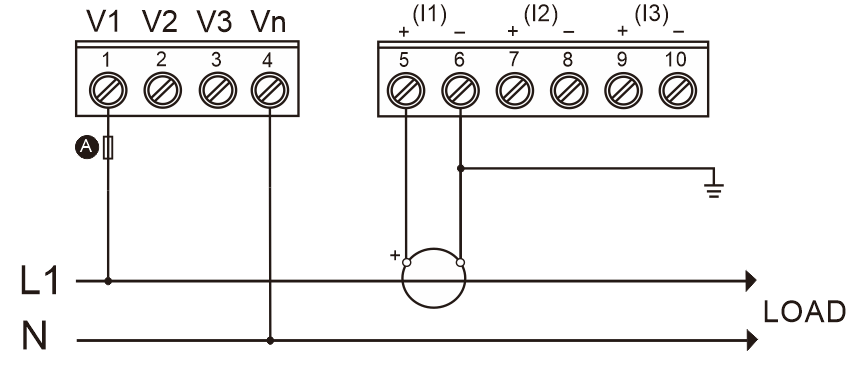 V1 V2 V3 Vn
(I1) (I2) (I3)
+ – + – + –
1 2 3 4
5 6 7 8 9 10
A
+
L1
LOAD
N